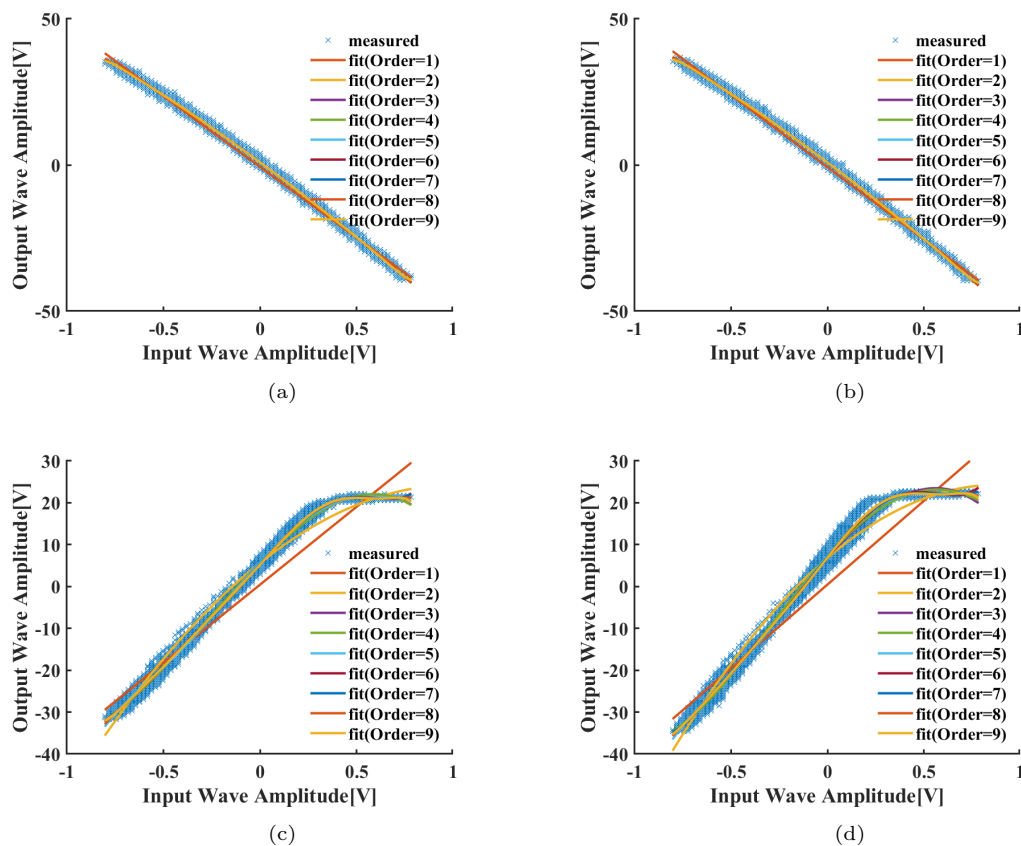 50
0
-50
-1
-0.5
0
0.5
1
Output Wave Amplitude[V]
Input Wave Amplitude[V]
measured
fit(Order=1)
fit(Order=2)
fit(Order=3)
fit(Order=4)
fit(Order=5)
fit(Order=6)
fit(Order=7)
fit(Order=8)
fit(Order=9)
(a)
50
0
-50
-1
-0.5
0
0.5
1
Output Wave Amplitude[V]
Input Wave Amplitude[V]
measured
fit(Order=1)
fit(Order=2)
fit(Order=3)
fit(Order=4)
fit(Order=5)
fit(Order=6)
fit(Order=7)
fit(Order=8)
fit(Order=9)
(b)
30
20
10
0
-10
-20
-30
-40
-1
-0.5
0
0.5
1
Output Wave Amplitude[V]
Input Wave Amplitude[V]
measured
fit(Order=1)
fit(Order=2)
fit(Order=3)
fit(Order=4)
fit(Order=5)
fit(Order=6)
fit(Order=7)
fit(Order=8)
fit(Order=9)
(c)
30
20
10
0
-10
-20
-30
-40
-1
-0.5
0
0.5
1
Output Wave Amplitude[V]
Input Wave Amplitude[V]
measured
fit(Order=1)
fit(Order=2)
fit(Order=3)
fit(Order=4)
fit(Order=5)
fit(Order=6)
fit(Order=7)
fit(Order=8)
fit(Order=9)
(d)